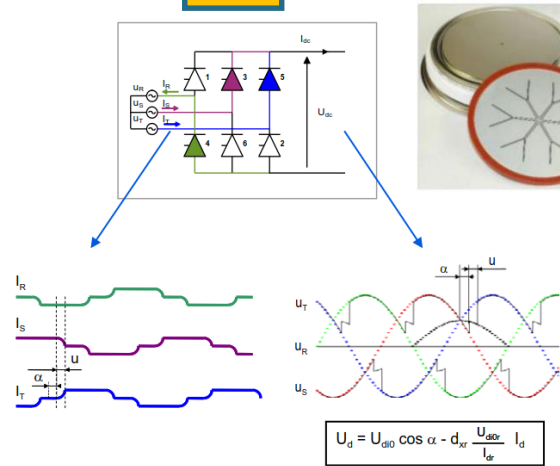 I_dc
1 3 5
u_R I_R
u_S I_S
u_T I_T
U_dc
4 6 2
I_R
α u
I_S
u_T
u
u_R
α
I_T
u_S
U_d = U_di0 cos α - d_xr U_di0r / I_dr I_d